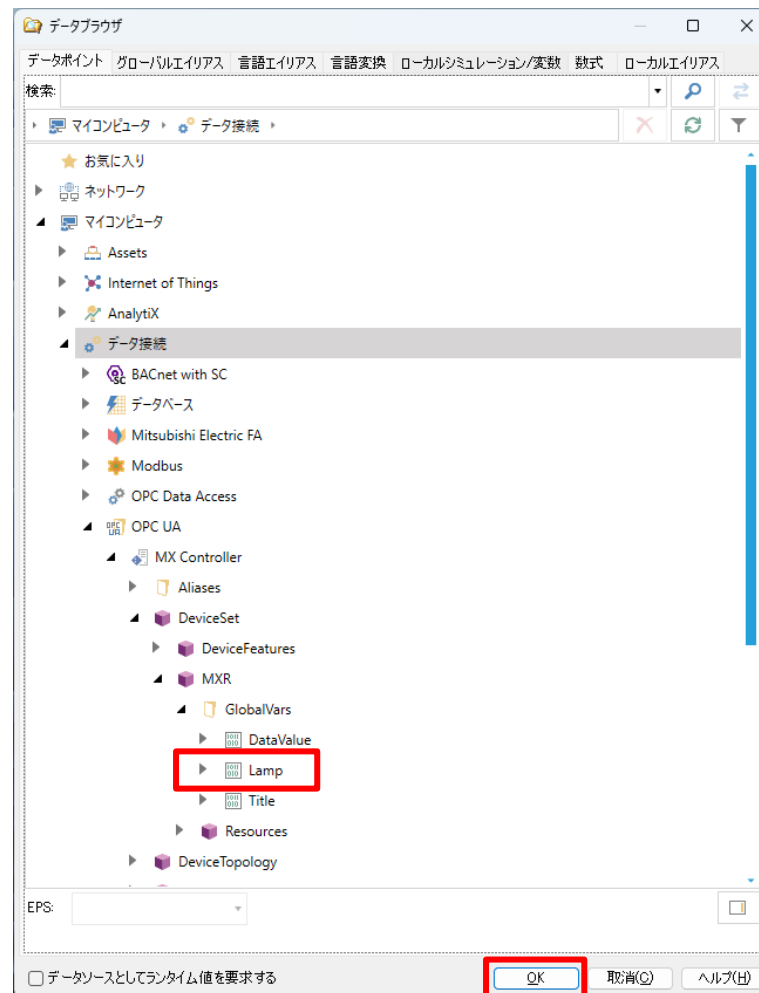 データブラウザ
データポイント グローバルエイリアス 言語エイリアス 言語変換 ローカルシミュレーション/変数 数式 ローカルエイリアス
検索:
マイコンピュータ データ接続
お気に入り
ネットワーク
マイコンピュータ
Assets
Internet of Things
AnalytiX
データ接続
BACnet with SC
データベース
Mitsubishi Electric FA
Modbus
OPC Data Access
OPC UA
MX Controller
Aliases
DeviceSet
DeviceFeatures
MXR
GlobalVars
DataValue
Lamp
Title
Resources
DeviceTopology
EPS:
データソースとしてランタイム値を要求する OK 取消(C) ヘルプ(H)